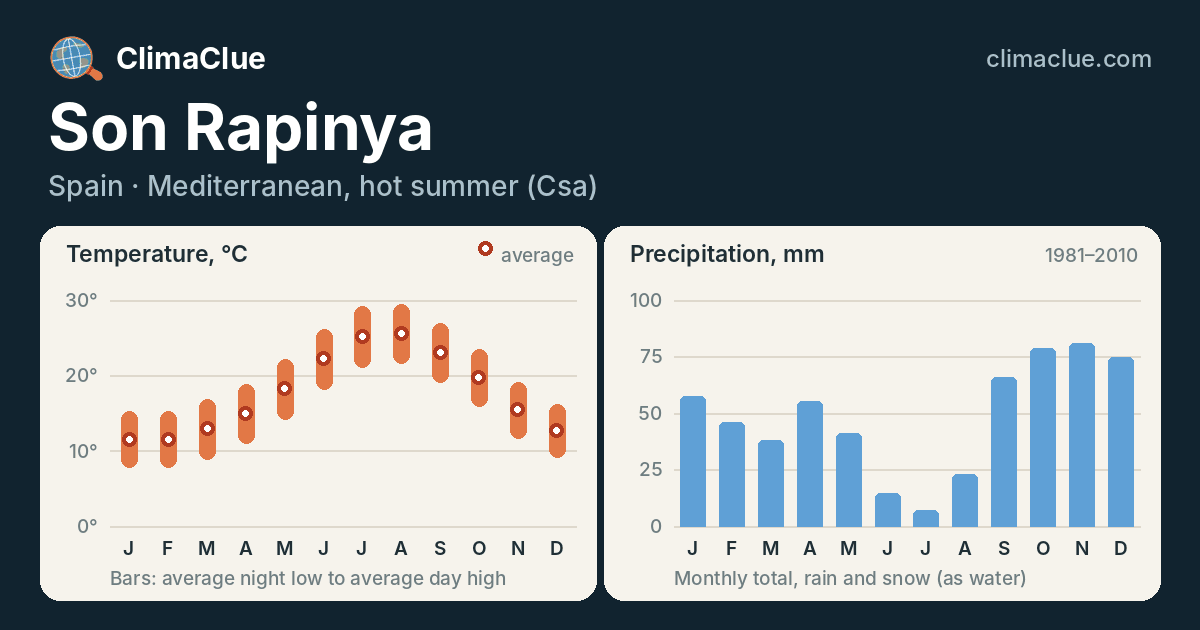 ClimaClue
climaclue.com
Son Rapinya
Spain · Mediterranean, hot summer (Csa)
Temperature, °C
average
30°
20°
10°
0°
J F M A M J J A S O N D
Bars: average night low to average day high
Precipitation, mm
1981–2010
100
75
50
25
0
J F M A M J J A S O N D
Monthly total, rain and snow (as water)